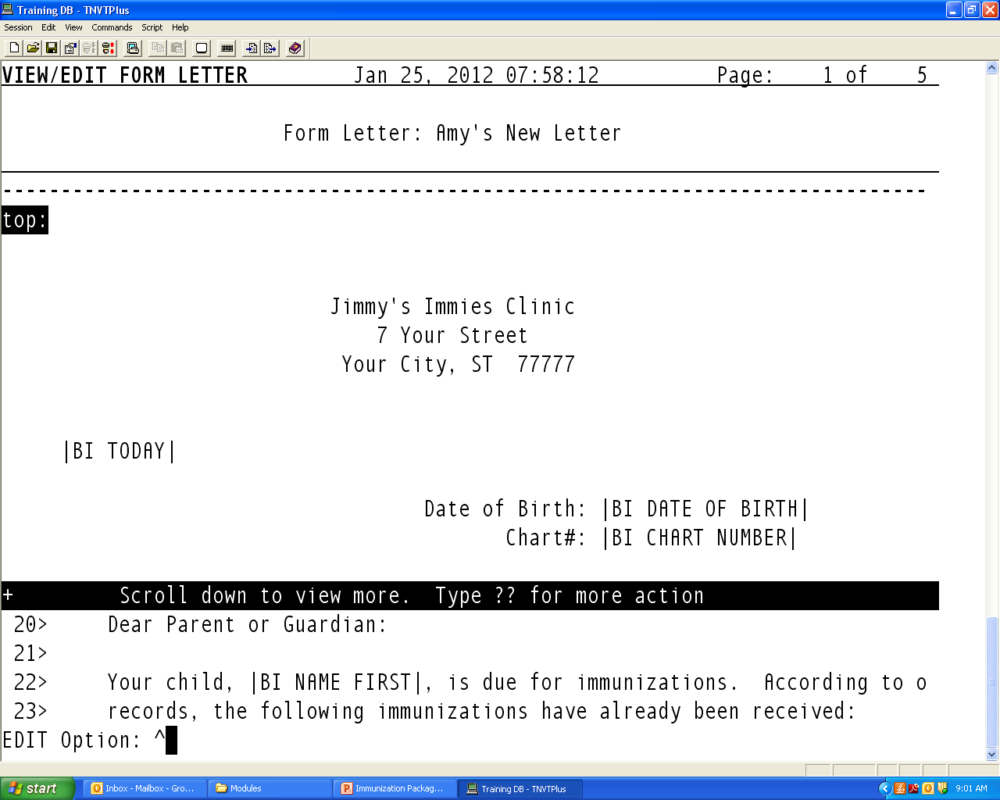 Training DB - TNVTPlus
Session Edit View Commands Script Help
VIEW/EDIT FORM LETTER Jan 25, 2012 07:58:12 Page: 1 of 5
Form Letter: Amy's New Letter
--------------------------------------------------------------------------------
top:
Jimmy's Immies Clinic
7 Your Street
Your City, ST 77777
|BI TODAY|
Date of Birth: |BI DATE OF BIRTH|
Chart#: |BI CHART NUMBER|
+ Scroll down to view more. Type ?? for more action
20> Dear Parent or Guardian:
21>
22> Your child, |BI NAME FIRST|, is due for immunizations. According to o
23> records, the following immunizations have already been received:
EDIT Option: ^
start Inbox - Mailbox - Gro... Modules Immunization Packag... Training DB - TNVTPlus 9:01 AM